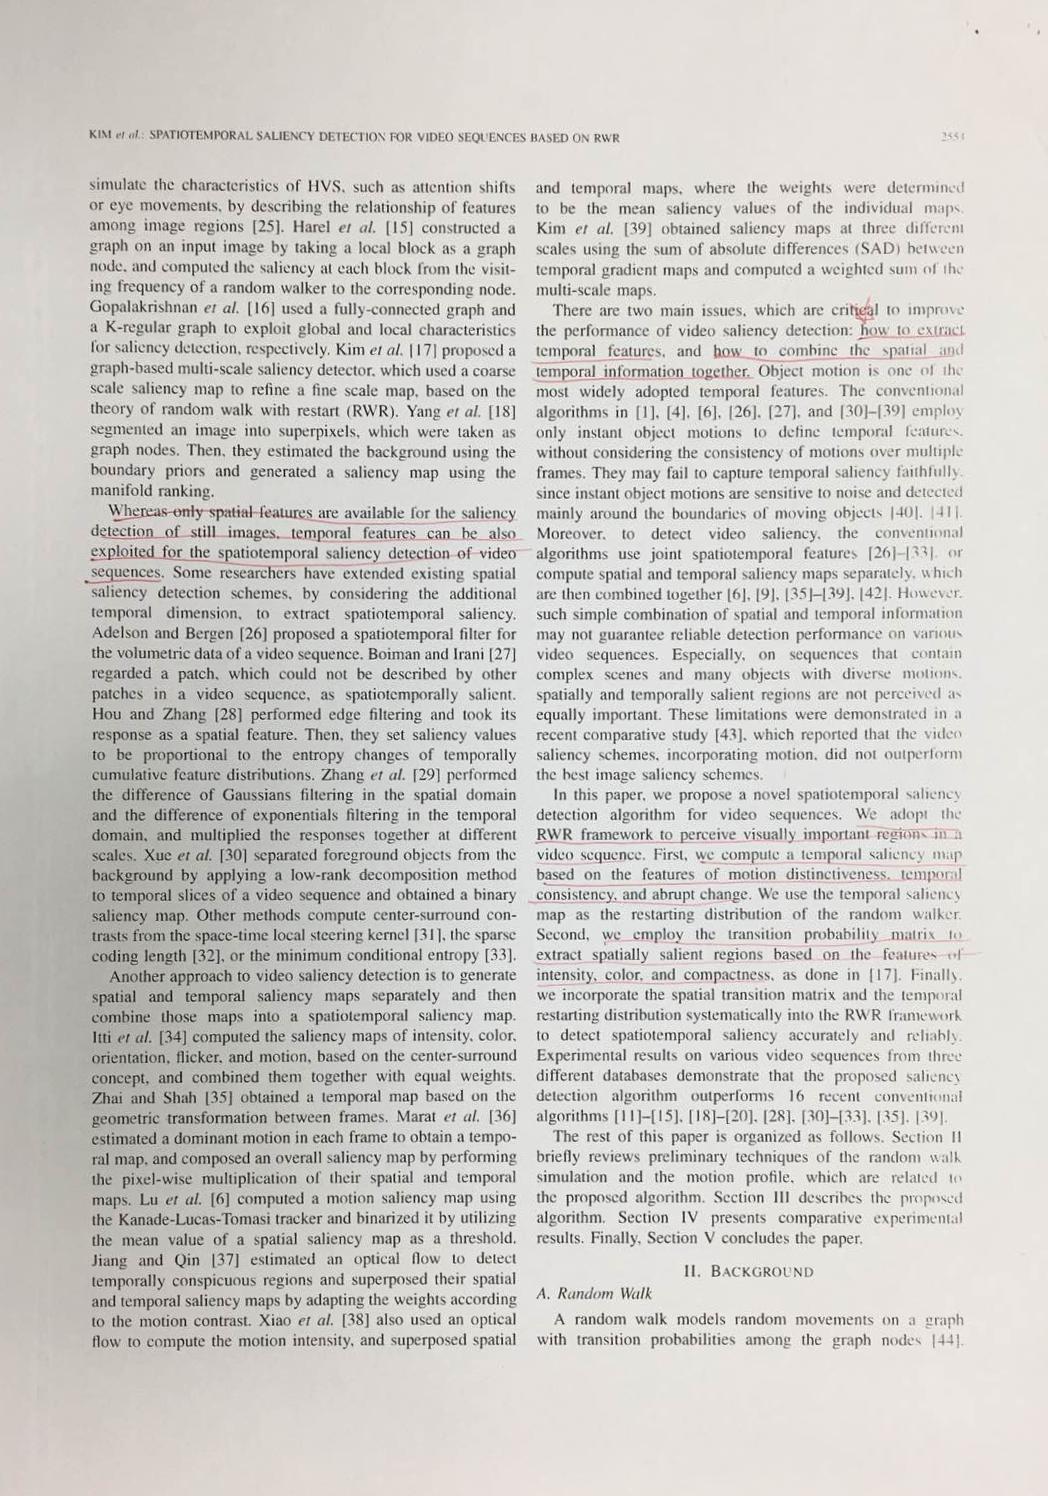 KIM et al.: SPATIOTEMPORAL SALIENCY DETECTION FOR VIDEO SEQUENCES BASED ON RWR
2554
simulate the characteristics of HVS, such as attention shifts
or eye movements, by describing the relationship of features
among image regions [25]. Harel et al. [15] constructed a
graph on an input image by taking a local block as a graph
node, and computed the saliency at each block from the visit-
ing frequency of a random walker to the corresponding node.
Gopalakrishnan et al. [16] used a fully-connected graph and
a K-regular graph to exploit global and local characteristics
for saliency detection, respectively. Kim et al. [17] proposed a
graph-based multi-scale saliency detector, which used a coarse
scale saliency map to refine a fine scale map, based on the
theory of random walk with restart (RWR). Yang et al. [18]
segmented an image into superpixels, which were taken as
graph nodes. Then, they estimated the background using the
boundary priors and generated a saliency map using the
manifold ranking.
Whereas only spatial features are available for the saliency
detection of still images, temporal features can be also
exploited for the spatiotemporal saliency detection of video
sequences. Some researchers have extended existing spatial
saliency detection schemes, by considering the additional
temporal dimension, to extract spatiotemporal saliency.
Adelson and Bergen [26] proposed a spatiotemporal filter for
the volumetric data of a video sequence. Boiman and Irani [27]
regarded a patch, which could not be described by other
patches in a video sequence, as spatiotemporally salient.
Hou and Zhang [28] performed edge filtering and took its
response as a spatial feature. Then, they set saliency values
to be proportional to the entropy changes of temporally
cumulative feature distributions. Zhang et al. [29] performed
the difference of Gaussians filtering in the spatial domain
and the difference of exponentials filtering in the temporal
domain, and multiplied the responses together at different
scales. Xue et al. [30] separated foreground objects from the
background by applying a low-rank decomposition method
to temporal slices of a video sequence and obtained a binary
saliency map. Other methods compute center-surround con-
trasts from the space-time local steering kernel [31], the sparse
coding length [32], or the minimum conditional entropy [33].
Another approach to video saliency detection is to generate
spatial and temporal saliency maps separately and then
combine those maps into a spatiotemporal saliency map.
Itti et al. [34] computed the saliency maps of intensity, color,
orientation, flicker, and motion, based on the center-surround
concept, and combined them together with equal weights.
Zhai and Shah [35] obtained a temporal map based on the
geometric transformation between frames. Marat et al. [36]
estimated a dominant motion in each frame to obtain a tempo-
ral map, and composed an overall saliency map by performing
the pixel-wise multiplication of their spatial and temporal
maps. Lu et al. [6] computed a motion saliency map using
the Kanade-Lucas-Tomasi tracker and binarized it by utilizing
the mean value of a spatial saliency map as a threshold.
Jiang and Qin [37] estimated an optical flow to detect
temporally conspicuous regions and superposed their spatial
and temporal saliency maps by adapting the weights according
to the motion contrast. Xiao et al. [38] also used an optical
flow to compute the motion intensity, and superposed spatial
and temporal maps, where the weights were determined
to be the mean saliency values of the individual maps.
Kim et al. [39] obtained saliency maps at three different
scales using the sum of absolute differences (SAD) between
temporal gradient maps and computed a weighted sum of the
multi-scale maps.
There are two main issues, which are critical to improve
the performance of video saliency detection: how to extract
temporal features, and how to combine the spatial and
temporal information together. Object motion is one of the
most widely adopted temporal features. The conventional
algorithms in [1], [4], [6], [26], [27], and [30]–[39] employ
only instant object motions to define temporal features,
without considering the consistency of motions over multiple
frames. They may fail to capture temporal saliency faithfully,
since instant object motions are sensitive to noise and detected
mainly around the boundaries of moving objects [40], [41].
Moreover, to detect video saliency, the conventional
algorithms use joint spatiotemporal features [26]–[33], or
compute spatial and temporal saliency maps separately, which
are then combined together [6], [9], [35]–[39], [42]. However,
such simple combination of spatial and temporal information
may not guarantee reliable detection performance on various
video sequences. Especially, on sequences that contain
complex scenes and many objects with diverse motions,
spatially and temporally salient regions are not perceived as
equally important. These limitations were demonstrated in a
recent comparative study [43], which reported that the video
saliency schemes, incorporating motion, did not outperform
the best image saliency schemes.
In this paper, we propose a novel spatiotemporal saliency
detection algorithm for video sequences. We adopt the
RWR framework to perceive visually important regions in a
video sequence. First, we compute a temporal saliency map
based on the features of motion distinctiveness, temporal
consistency, and abrupt change. We use the temporal saliency
map as the restarting distribution of the random walker.
Second, we employ the transition probability matrix to
extract spatially salient regions based on the features of
intensity, color, and compactness, as done in [17]. Finally,
we incorporate the spatial transition matrix and the temporal
restarting distribution systematically into the RWR framework
to detect spatiotemporal saliency accurately and reliably.
Experimental results on various video sequences from three
different databases demonstrate that the proposed saliency
detection algorithm outperforms 16 recent conventional
algorithms [11]–[15], [18]–[20], [28], [30]–[33], [35], [39].
The rest of this paper is organized as follows. Section II
briefly reviews preliminary techniques of the random walk
simulation and the motion profile, which are related to
the proposed algorithm. Section III describes the proposed
algorithm. Section IV presents comparative experimental
results. Finally, Section V concludes the paper.
II. BACKGROUND
A. Random Walk
A random walk models random movements on a graph
with transition probabilities among the graph nodes [44].